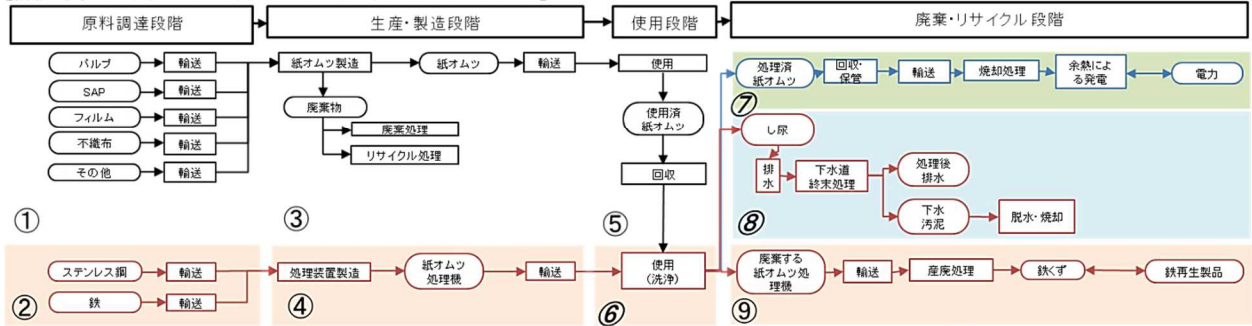 原料調達段階
生産・製造段階
使用段階
廃棄・リサイクル段階
パルプ
輸送
SAP
輸送
フィルム
輸送
不織布
輸送
その他
輸送
①
紙オムツ製造
紙オムツ
輸送
廃棄物
廃棄処理
リサイクル処理
③
使用
使用済
紙オムツ
回収
⑤
処理済
紙オムツ
回収・
保管
輸送
焼却処理
余熱によ
る発電
電力
⑦
し尿
排
水
下水道
終末処理
処理後
排水
下水
汚泥
脱水・焼却
⑧
ステンレス鋼
輸送
鉄
輸送
②
処理装置製造
紙オムツ
処理機
輸送
④
使用
(洗浄)
⑥
廃棄する
紙オムツ処
理機
輸送
産廃処理
鉄くず
鉄再生製品
⑨